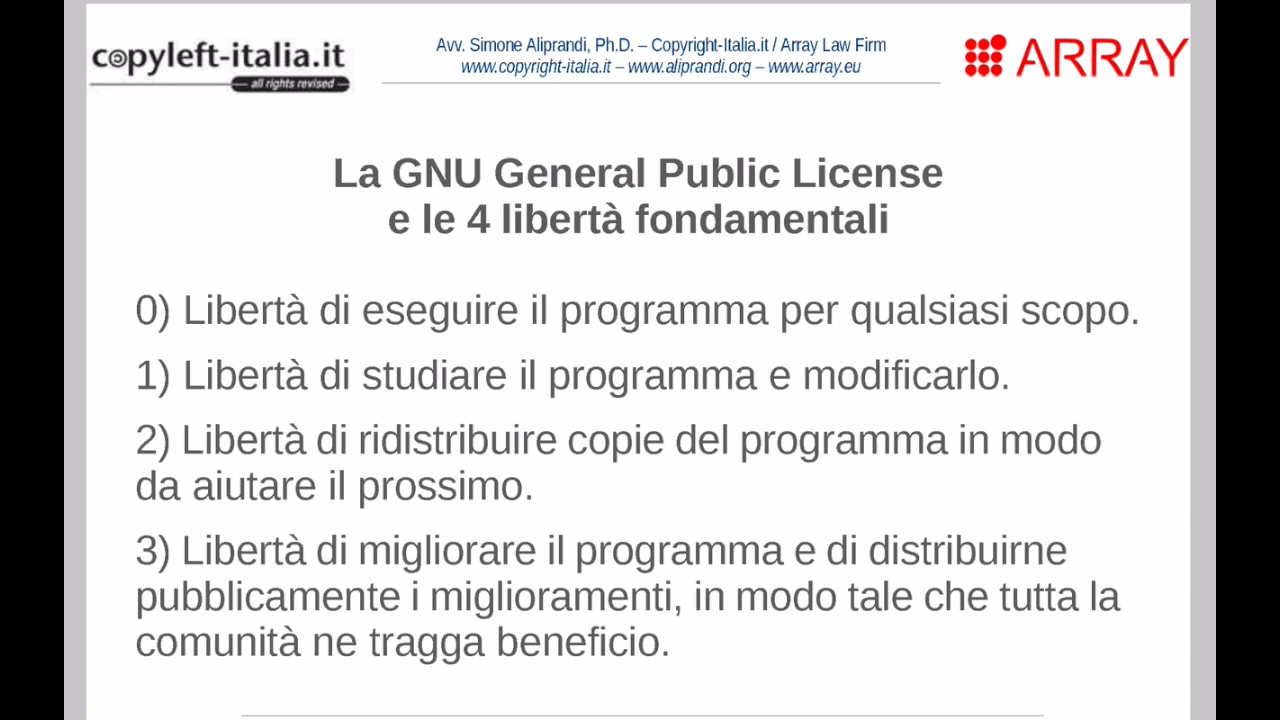 copyleft-italia.it
all rights revised
Avv. Simone Aliprandi, Ph.D. – Copyright-Italia.it / Array Law Firm
www.copyright-italia.it – www.aliprandi.org – www.array.eu
ARRAY
La GNU General Public License
e le 4 libertà fondamentali
0) Libertà di eseguire il programma per qualsiasi scopo.
1) Libertà di studiare il programma e modificarlo.
2) Libertà di ridistribuire copie del programma in modo
da aiutare il prossimo.
3) Libertà di migliorare il programma e di distribuirne
pubblicamente i miglioramenti, in modo tale che tutta la
comunità ne tragga beneficio.